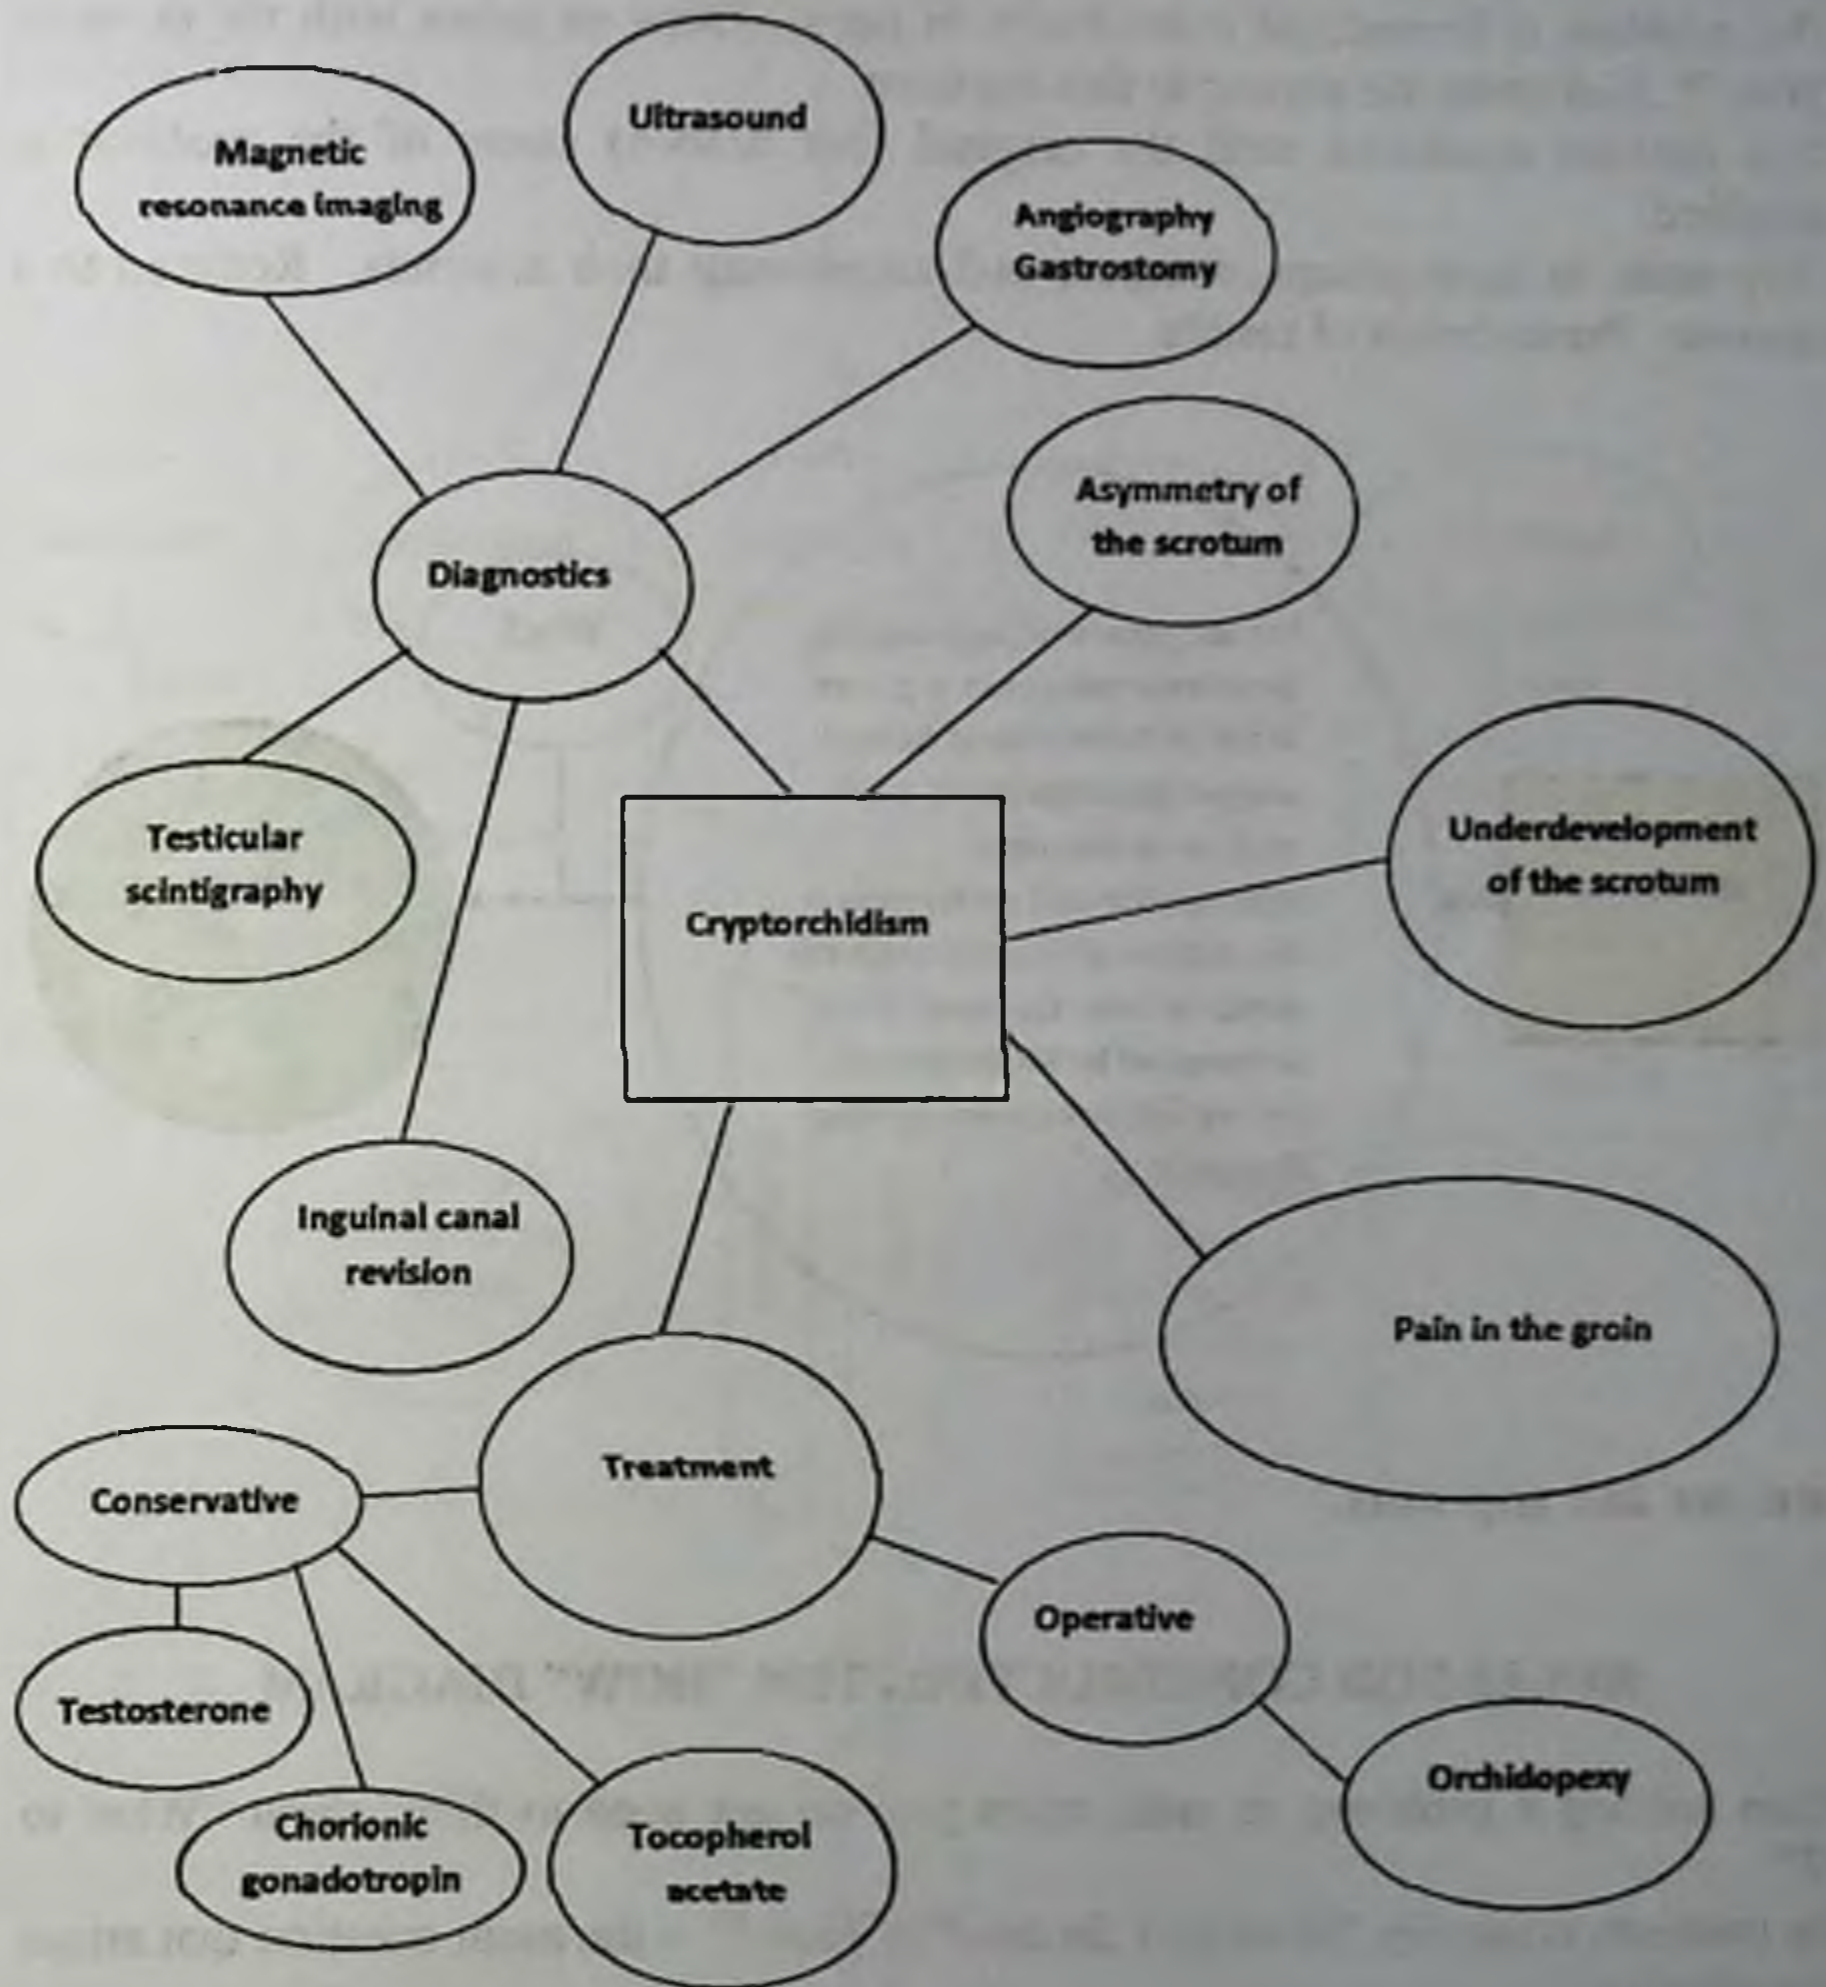 Ultrasound
Magnetic
resonance imaging
Angiography
Gastrostomy
Asymmetry of
the scrotum
Diagnostics
Testicular
scintigraphy
Underdevelopment
of the scrotum
Cryptorchidism
Inguinal canal
revision
Pain in the groin
Treatment
Conservative
Operative
Testosterone
Orchidopexy
Chorionic
gonadotropin
Tocopherol
acetate